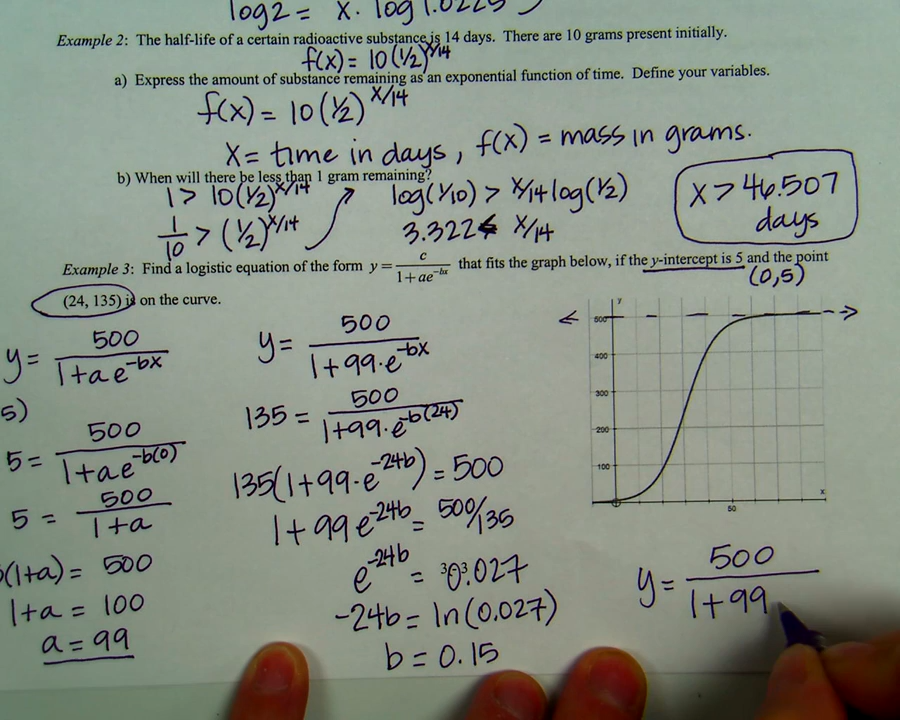 log2 = x · log1.0225
Example 2: The half-life of a certain radioactive substance is 14 days. There are 10 grams present initially.
f(x) = 10(1/2)^x/14
a) Express the amount of substance remaining as an exponential function of time. Define your variables.
f(x) = 10(1/2)^x/14
x = time in days, f(x) = mass in grams.
b) When will there be less than 1 gram remaining?
1 > 10(1/2)^x/14
1/10 > (1/2)^x/14
log(1/10) > x/14 log(1/2)
3.322 < x/14
x > 46.507
days
Example 3: Find a logistic equation of the form y = c/(1+ae^-bx) that fits the graph below, if the y-intercept is 5 and the point
(0,5)
(24, 135) is on the curve.
y = 500/(1+ae^-bx)
5)
5 = 500/(1+ae^-b(0))
5 = 500/(1+a)
(1+a) = 500
1+a = 100
a = 99
y = 500/(1+99·e^-bx)
135 = 500/(1+99·e^-b(24))
135(1+99·e^-24b) = 500
1+99e^-24b = 500/135
e^-24b = 0.027
-24b = ln(0.027)
b = 0.15
y
500
400
300
200
100
50
x
y = 500/(1+99